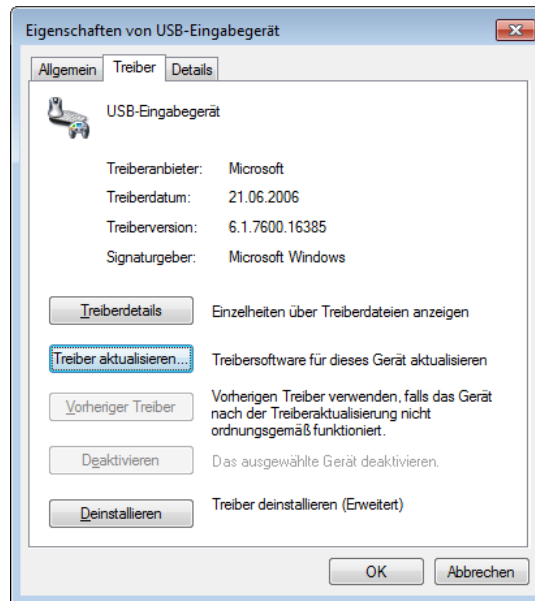 Eigenschaften von USB-Eingabegerät
Allgemein Treiber Details
USB-Eingabegerät
Treiberanbieter: Microsoft
Treiberdatum: 21.06.2006
Treiberversion: 6.1.7600.16385
Signaturgeber: Microsoft Windows
Treiberdetails Einzelheiten über Treiberdateien anzeigen
Treiber aktualisieren... Treibersoftware für dieses Gerät aktualisieren
Vorheriger Treiber Vorherigen Treiber verwenden, falls das Gerät
nach der Treiberaktualisierung nicht
ordnungsgemäß funktioniert.
Deaktivieren Das ausgewählte Gerät deaktivieren.
Deinstallieren Treiber deinstallieren (Erweitert)
OK Abbrechen